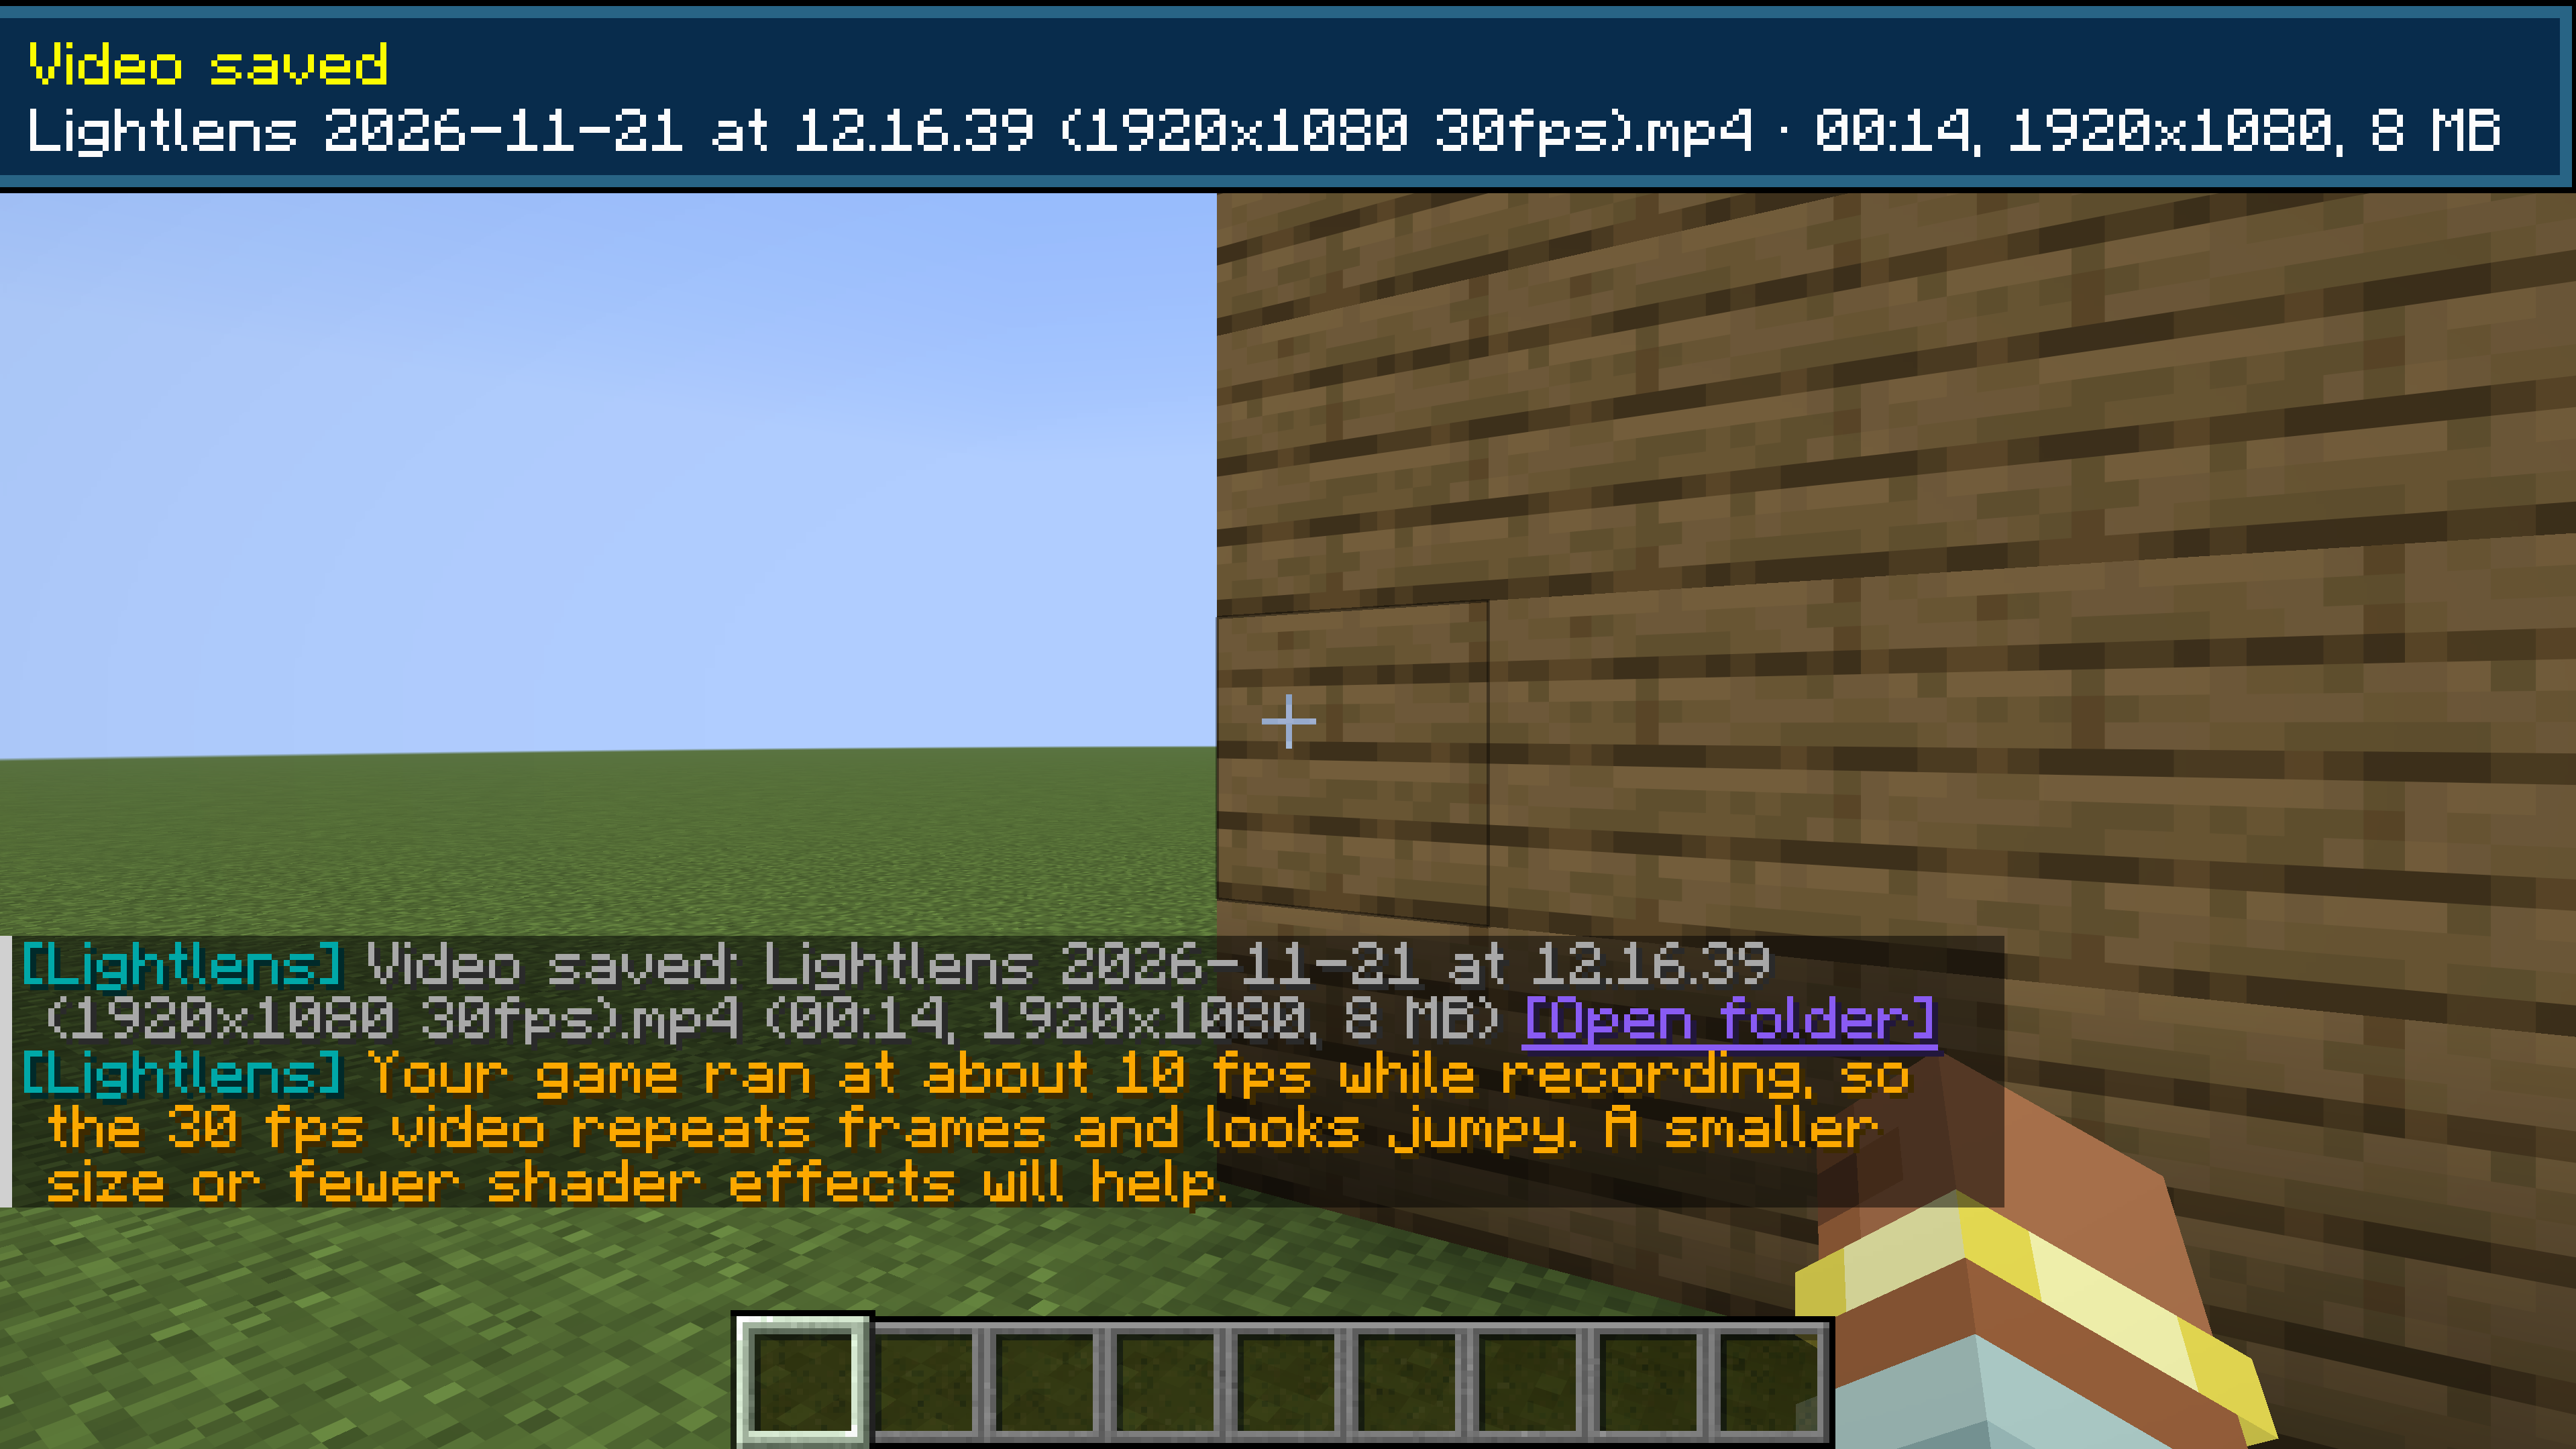 Video saved
Lightlens 2026-11-21 at 12.16.39 (1920x1080 30fps).mp4 · 00:14, 1920x1080, 8 MB
[Lightlens] Video saved: Lightlens 2026-11-21 at 12.16.39
(1920x1080 30fps).mp4 (00:14, 1920x1080, 8 MB) [Open folder]
[Lightlens] Your game ran at about 10 fps while recording, so
the 30 fps video repeats frames and looks jumpy. A smaller
size or fewer shader effects will help.